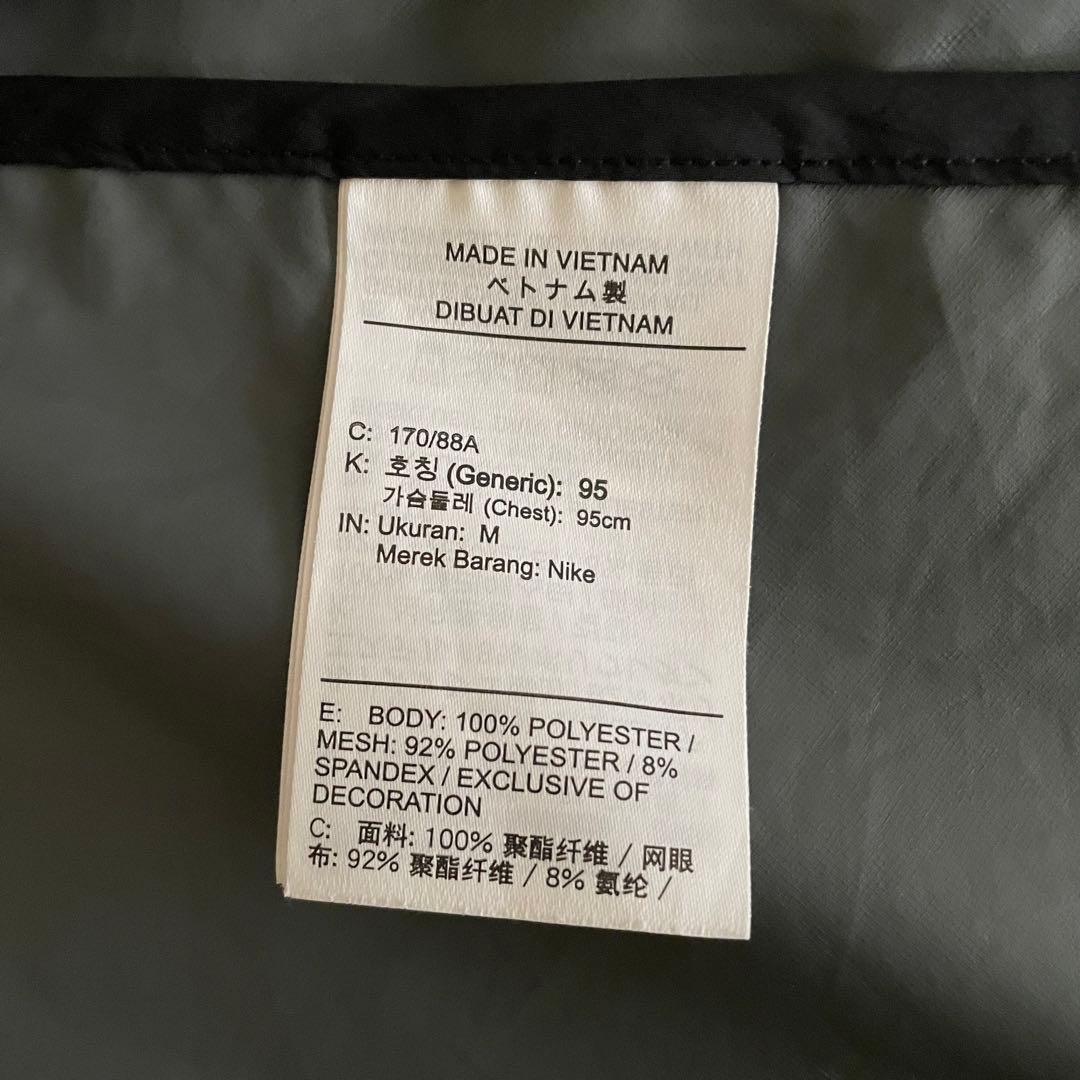 MADE IN VIETNAM
ベトナム製
DIBUAT DI VIETNAM
C: 170/88A
K: 호칭 (Generic): 95
가슴둘레 (Chest): 95cm
IN: Ukuran: M
Merek Barang: Nike
E: BODY: 100% POLYESTER /
MESH: 92% POLYESTER / 8%
SPANDEX / EXCLUSIVE OF
DECORATION
C: 面料: 100% 聚酯纤维 / 网眼
布: 92% 聚酯纤维 / 8% 氨纶 /